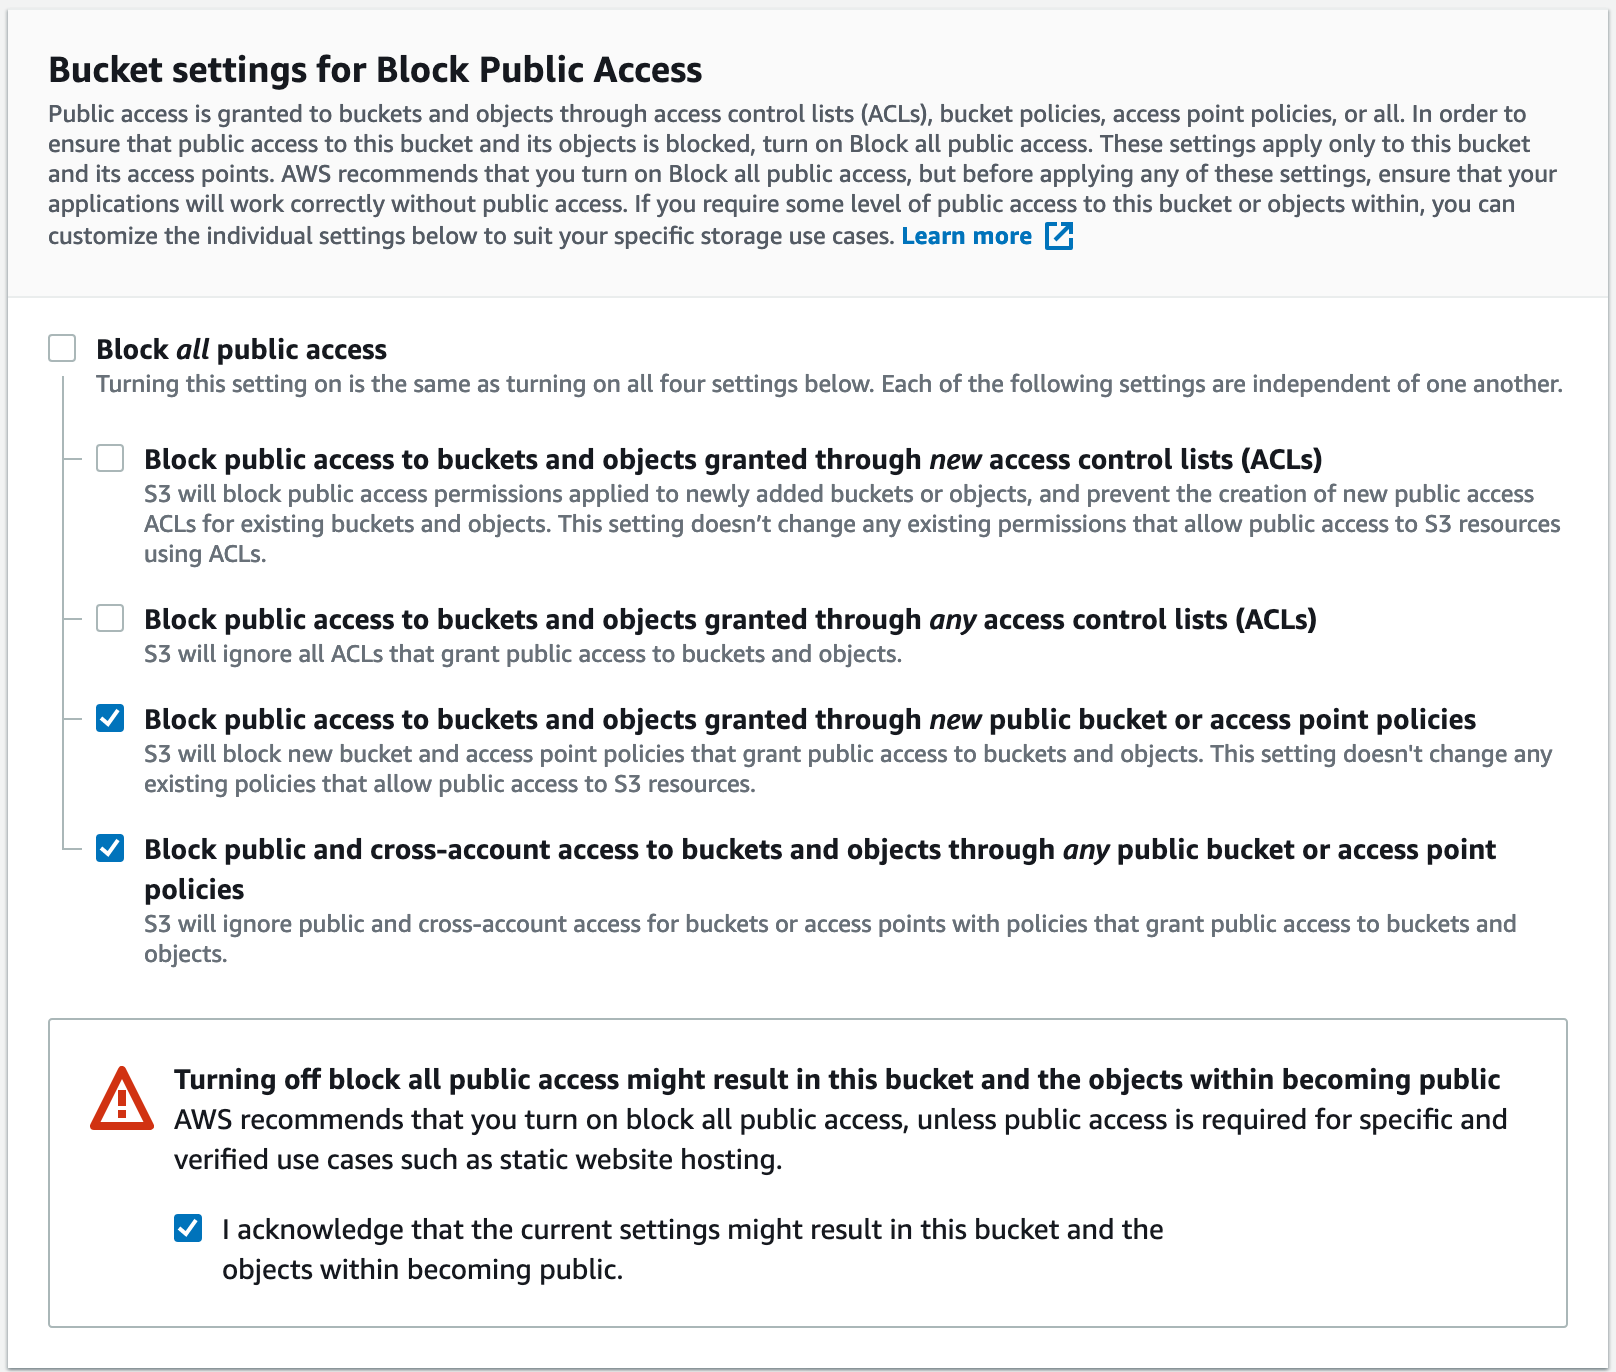 Bucket settings for Block Public Access
Public access is granted to buckets and objects through access control lists (ACLs), bucket policies, access point policies, or all. In order to
ensure that public access to this bucket and its objects is blocked, turn on Block all public access. These settings apply only to this bucket
and its access points. AWS recommends that you turn on Block all public access, but before applying any of these settings, ensure that your
applications will work correctly without public access. If you require some level of public access to this bucket or objects within, you can
customize the individual settings below to suit your specific storage use cases. Learn more
Block all public access
Turning this setting on is the same as turning on all four settings below. Each of the following settings are independent of one another.
Block public access to buckets and objects granted through new access control lists (ACLs)
S3 will block public access permissions applied to newly added buckets or objects, and prevent the creation of new public access
ACLs for existing buckets and objects. This setting doesn’t change any existing permissions that allow public access to S3 resources
using ACLs.
Block public access to buckets and objects granted through any access control lists (ACLs)
S3 will ignore all ACLs that grant public access to buckets and objects.
Block public access to buckets and objects granted through new public bucket or access point policies
S3 will block new bucket and access point policies that grant public access to buckets and objects. This setting doesn't change any
existing policies that allow public access to S3 resources.
Block public and cross-account access to buckets and objects through any public bucket or access point
policies
S3 will ignore public and cross-account access for buckets or access points with policies that grant public access to buckets and
objects.
Turning off block all public access might result in this bucket and the objects within becoming public
AWS recommends that you turn on block all public access, unless public access is required for specific and
verified use cases such as static website hosting.
I acknowledge that the current settings might result in this bucket and the
objects within becoming public.